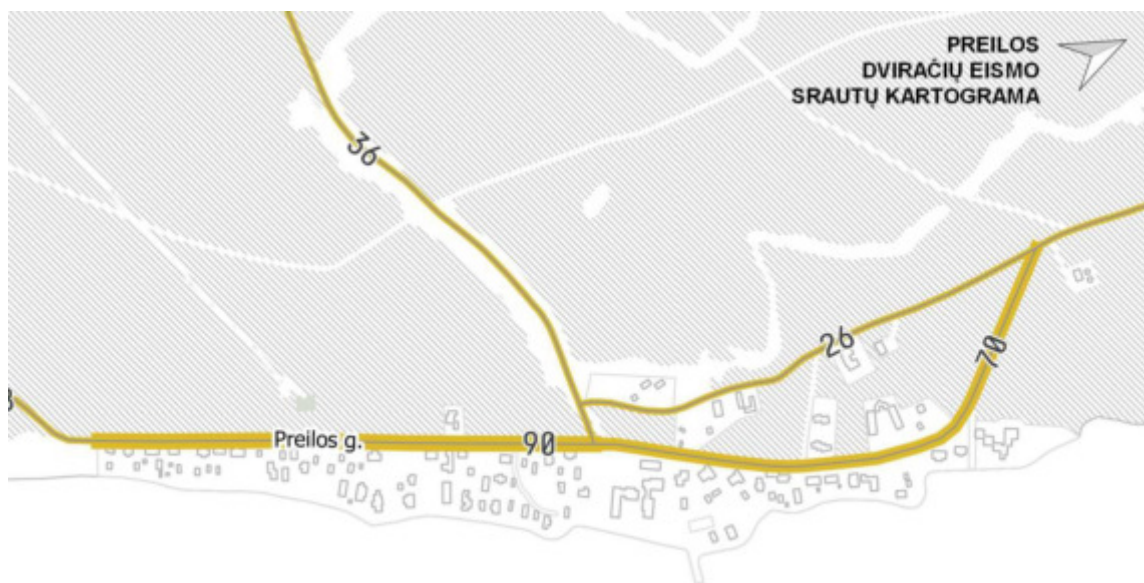 PREILOS
DVIRAČIŲ EISMO
SRAUTŲ KARTOGRAMA
36
26
70
Preilos g.
90